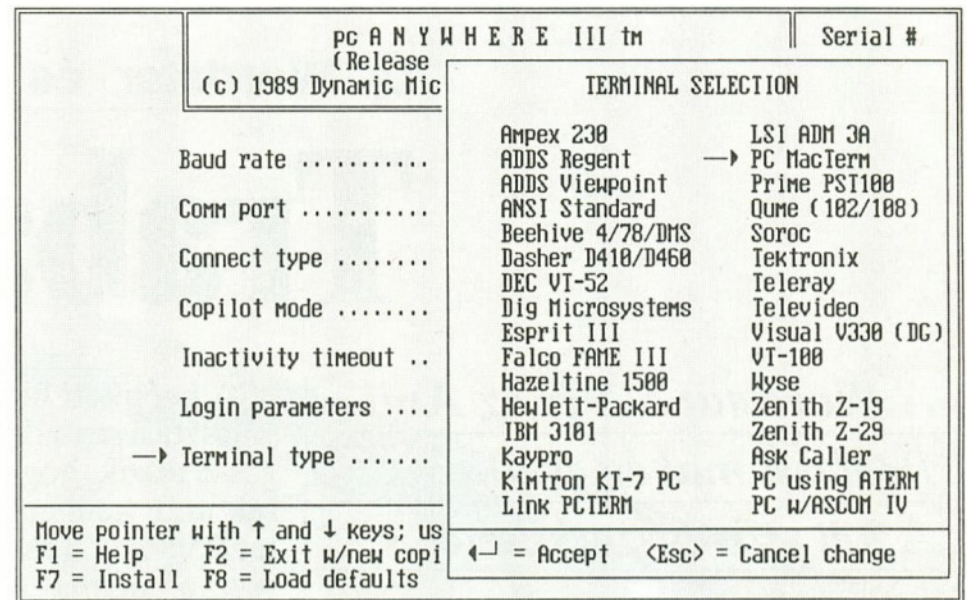 pc A N Y W H E R E III tm
Serial #
(Release
(c) 1989 Dynamic Mic
Baud rate ............
Comm port ...........
Connect type ........
Copilot mode ........
Inactivity timeout ..
Login parameters ....
—▸ Terminal type .......
Move pointer with ↑ and ↓ keys; us
F1 = Help F2 = Exit w/new copi
F7 = Install F8 = Load defaults
TERMINAL SELECTION
Ampex 230
ADDS Regent
ADDS Viewpoint
ANSI Standard
Beehive 4/78/DMS
Dasher D410/D460
DEC VT-52
Dig Microsystems
Esprit III
Falco FAME III
Hazeltine 1500
Hewlett-Packard
IBM 3101
Kaypro
Kimtron KT-7 PC
Link PCTERM
LSI ADM 3A
—▸ PC MacTerm
Prime PST100
Qume (102/108)
Soroc
Tektronix
Teleray
Televideo
Visual V330 (DG)
VT-100
Wyse
Zenith Z-19
Zenith Z-29
Ask Caller
PC using ATERM
PC w/ASCOM IV
◄─┘ = Accept <Esc> = Cancel change